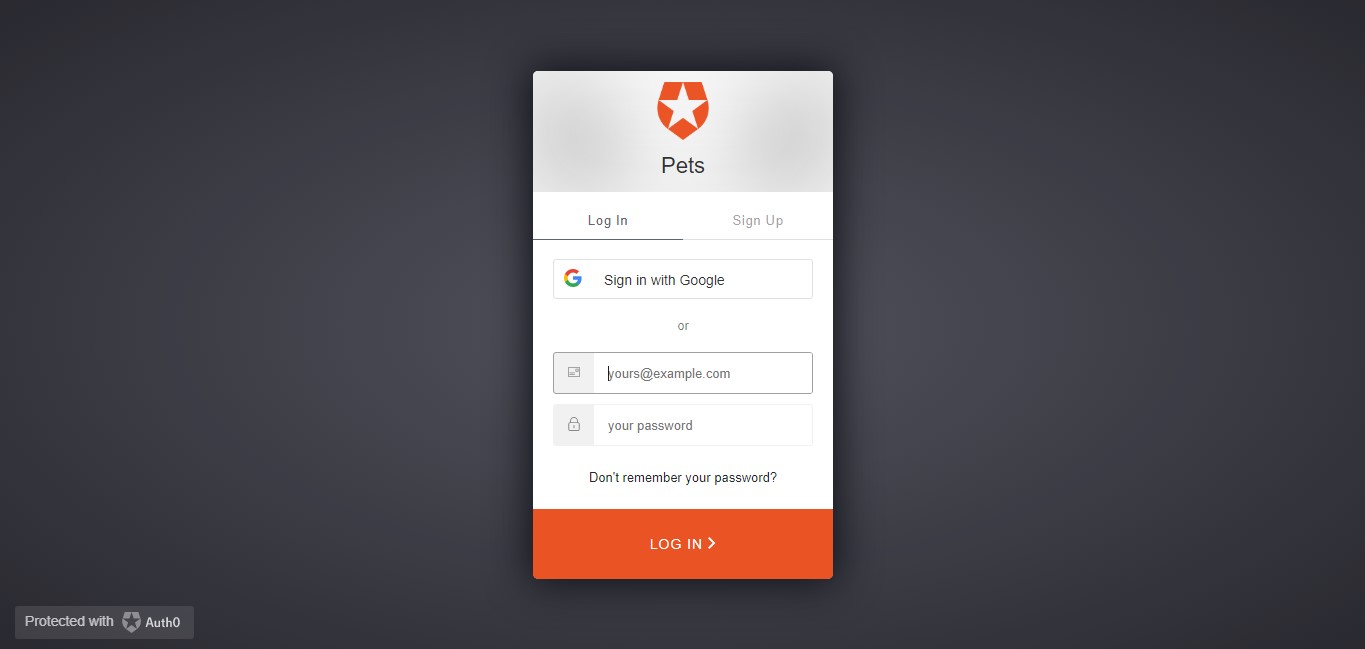 Pets
Log In
Sign Up
Sign in with Google
or
yours@example.com
your password
Don't remember your password?
LOG IN
Protected with Auth0